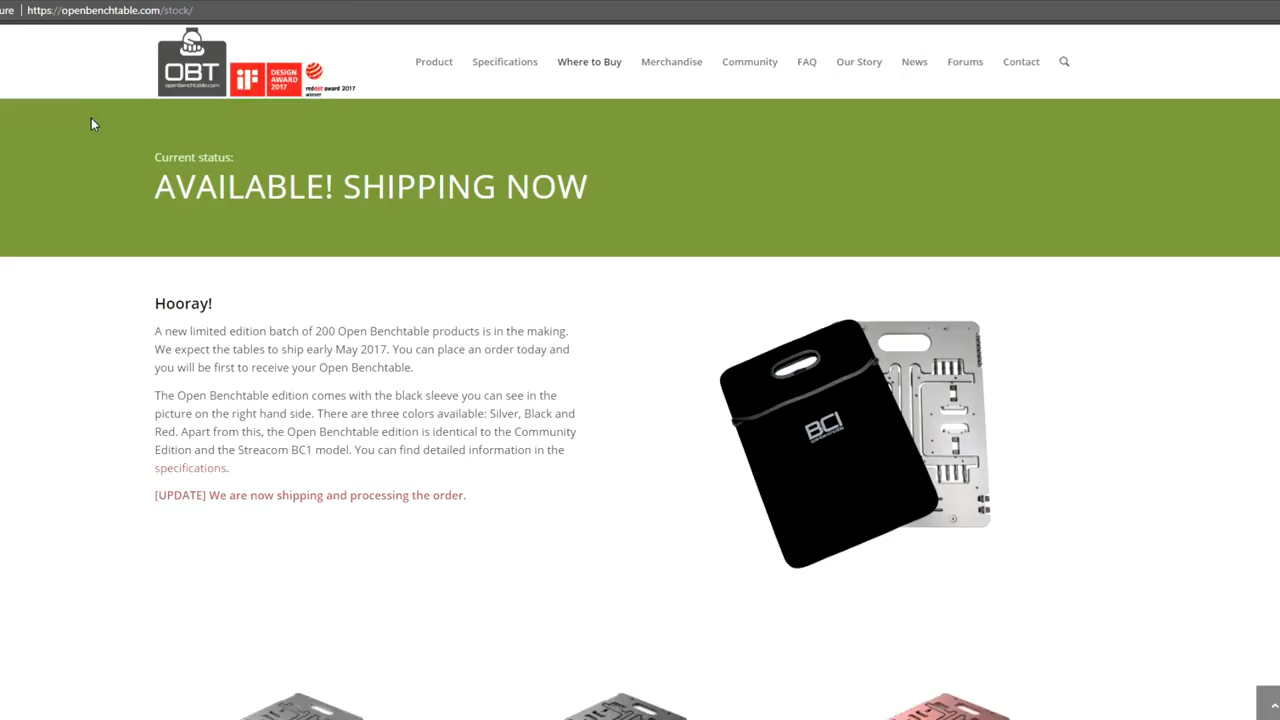 ure | https://openbenchtable.com/stock/
OBT
openbenchtable.com
iF
DESIGN
AWARD
2017
reddot award 2017
winner
Product Specifications Where to Buy Merchandise Community FAQ Our Story News Forums Contact
Current status:
AVAILABLE! SHIPPING NOW
Hooray!
A new limited edition batch of 200 Open Benchtable products is in the making.
We expect the tables to ship early May 2017. You can place an order today and
you will be first to receive your Open Benchtable.
The Open Benchtable edition comes with the black sleeve you can see in the
picture on the right hand side. There are three colors available: Silver, Black and
Red. Apart from this, the Open Benchtable edition is identical to the Community
Edition and the Streacom BC1 model. You can find detailed information in the
specifications.
[UPDATE] We are now shipping and processing the order.
BC1